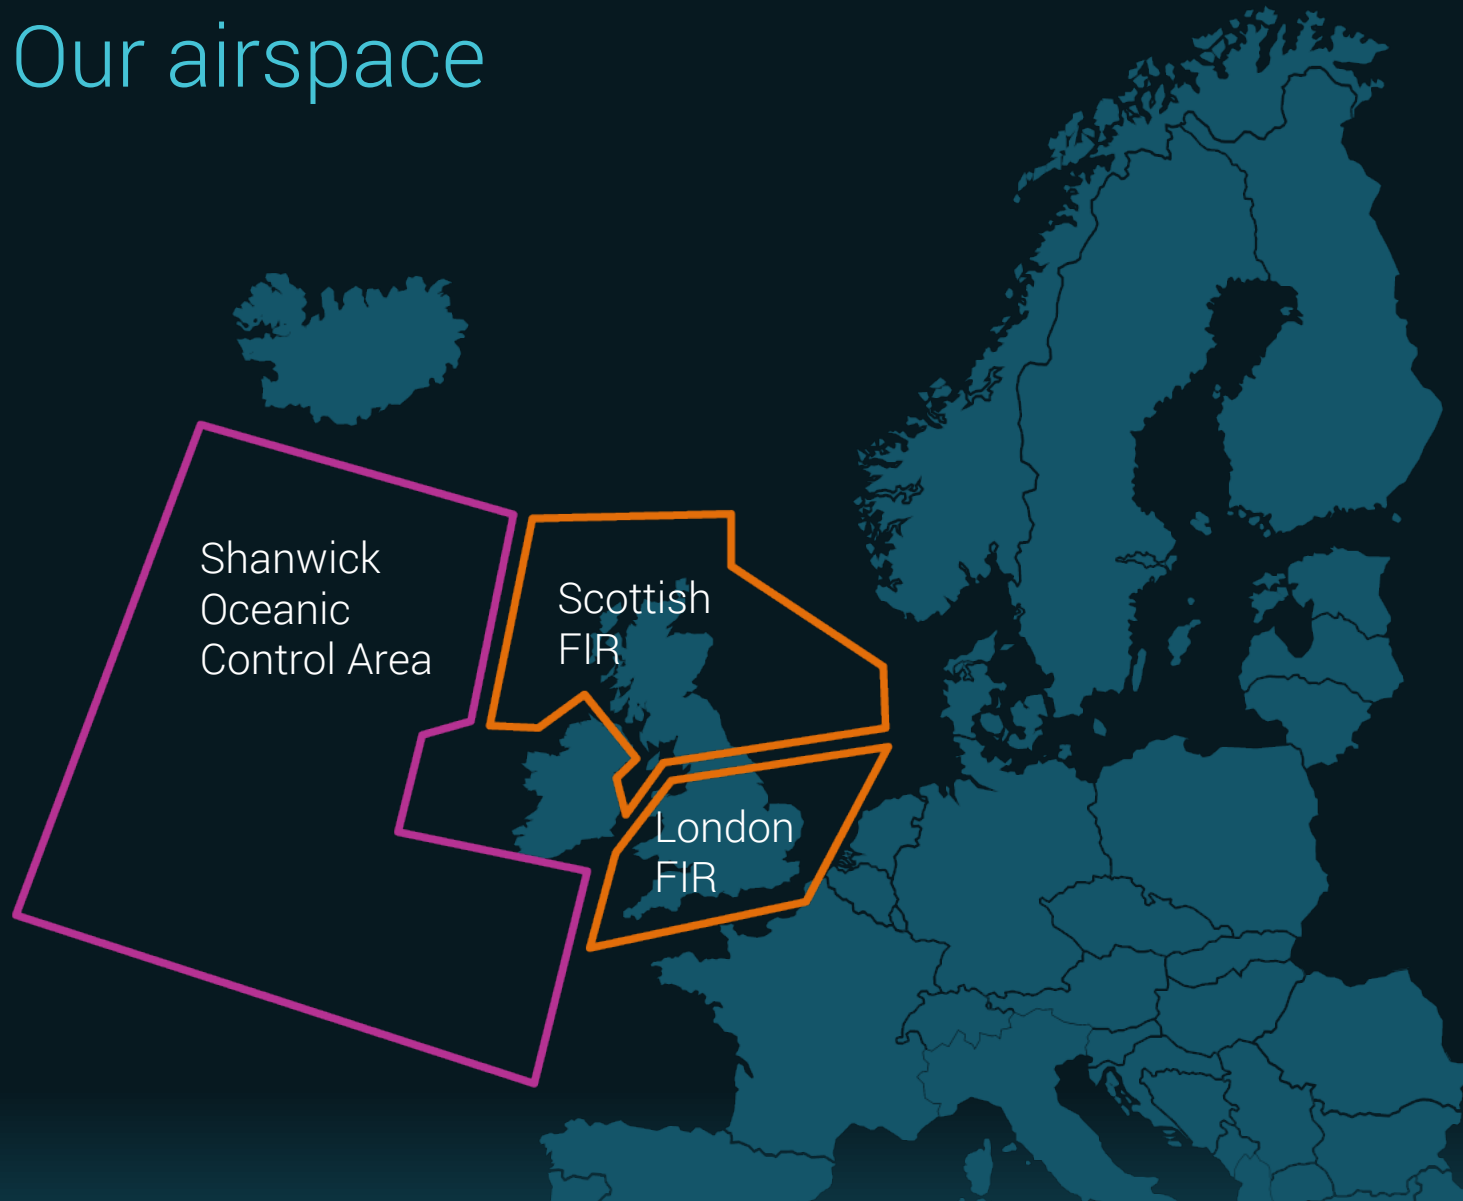 Our airspace
Shanwick
Oceanic
Control Area
Scottish
FIR
London
FIR